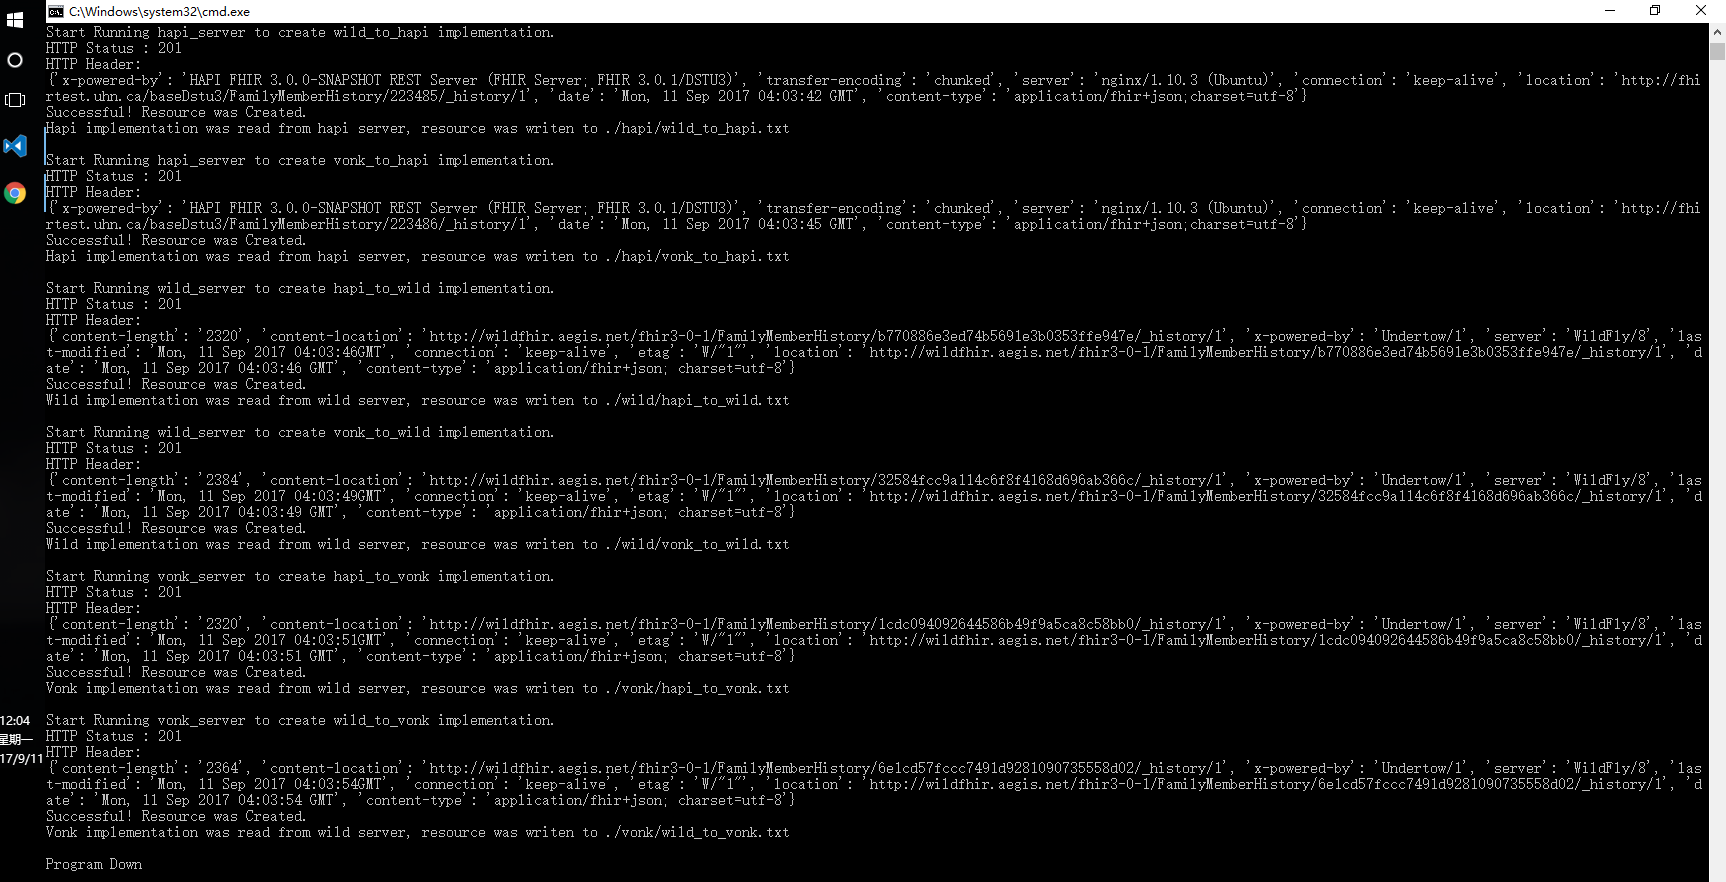 C:\Windows\system32\cmd.exe
Start Running hapi_server to create wild_to_hapi implementation.
HTTP Status : 201
HTTP Header:
{'x-powered-by': 'HAPI FHIR 3.0.0-SNAPSHOT REST Server (FHIR Server; FHIR 3.0.1/DSTU3)', 'transfer-encoding': 'chunked', 'server': 'nginx/1.10.3 (Ubuntu)', 'connection': 'keep-alive', 'location': 'http://fhi
rtest.uhn.ca/baseDstu3/FamilyMemberHistory/223485/_history/1', 'date': 'Mon, 11 Sep 2017 04:03:42 GMT', 'content-type': 'application/fhir+json;charset=utf-8'}
Successful! Resource was Created.
Hapi implementation was read from hapi server, resource was writen to ./hapi/wild_to_hapi.txt
Start Running hapi_server to create vonk_to_hapi implementation.
HTTP Status : 201
HTTP Header:
{'x-powered-by': 'HAPI FHIR 3.0.0-SNAPSHOT REST Server (FHIR Server; FHIR 3.0.1/DSTU3)', 'transfer-encoding': 'chunked', 'server': 'nginx/1.10.3 (Ubuntu)', 'connection': 'keep-alive', 'location': 'http://fhi
rtest.uhn.ca/baseDstu3/FamilyMemberHistory/223486/_history/1', 'date': 'Mon, 11 Sep 2017 04:03:45 GMT', 'content-type': 'application/fhir+json;charset=utf-8'}
Successful! Resource was Created.
Hapi implementation was read from hapi server, resource was writen to ./hapi/vonk_to_hapi.txt
Start Running wild_server to create hapi_to_wild implementation.
HTTP Status : 201
HTTP Header:
{'content-length': '2320', 'content-location': 'http://wildfhir.aegis.net/fhir3-0-1/FamilyMemberHistory/b770886e3ed74b5691e3b0353ffe947e/_history/1', 'x-powered-by': 'Undertow/1', 'server': 'WildFly/8', 'las
t-modified': 'Mon, 11 Sep 2017 04:03:46GMT', 'connection': 'keep-alive', 'etag': 'W/"1"', 'location': 'http://wildfhir.aegis.net/fhir3-0-1/FamilyMemberHistory/b770886e3ed74b5691e3b0353ffe947e/_history/1', 'd
ate': 'Mon, 11 Sep 2017 04:03:46 GMT', 'content-type': 'application/fhir+json; charset=utf-8'}
Successful! Resource was Created.
Wild implementation was read from wild server, resource was writen to ./wild/hapi_to_wild.txt
Start Running wild_server to create vonk_to_wild implementation.
HTTP Status : 201
HTTP Header:
{'content-length': '2384', 'content-location': 'http://wildfhir.aegis.net/fhir3-0-1/FamilyMemberHistory/32584fcc9a114c6f8f4168d696ab366c/_history/1', 'x-powered-by': 'Undertow/1', 'server': 'WildFly/8', 'las
t-modified': 'Mon, 11 Sep 2017 04:03:49GMT', 'connection': 'keep-alive', 'etag': 'W/"1"', 'location': 'http://wildfhir.aegis.net/fhir3-0-1/FamilyMemberHistory/32584fcc9a114c6f8f4168d696ab366c/_history/1', 'd
ate': 'Mon, 11 Sep 2017 04:03:49 GMT', 'content-type': 'application/fhir+json; charset=utf-8'}
Successful! Resource was Created.
Wild implementation was read from wild server, resource was writen to ./wild/vonk_to_wild.txt
Start Running vonk_server to create hapi_to_vonk implementation.
HTTP Status : 201
HTTP Header:
{'content-length': '2320', 'content-location': 'http://wildfhir.aegis.net/fhir3-0-1/FamilyMemberHistory/1cdc094092644586b49f9a5ca8c58bb0/_history/1', 'x-powered-by': 'Undertow/1', 'server': 'WildFly/8', 'las
t-modified': 'Mon, 11 Sep 2017 04:03:51GMT', 'connection': 'keep-alive', 'etag': 'W/"1"', 'location': 'http://wildfhir.aegis.net/fhir3-0-1/FamilyMemberHistory/1cdc094092644586b49f9a5ca8c58bb0/_history/1', 'd
ate': 'Mon, 11 Sep 2017 04:03:51 GMT', 'content-type': 'application/fhir+json; charset=utf-8'}
Successful! Resource was Created.
Vonk implementation was read from wild server, resource was writen to ./vonk/hapi_to_vonk.txt
Start Running vonk_server to create wild_to_vonk implementation.
HTTP Status : 201
HTTP Header:
{'content-length': '2364', 'content-location': 'http://wildfhir.aegis.net/fhir3-0-1/FamilyMemberHistory/6e1cd57fccc7491d9281090735558d02/_history/1', 'x-powered-by': 'Undertow/1', 'server': 'WildFly/8', 'las
t-modified': 'Mon, 11 Sep 2017 04:03:54GMT', 'connection': 'keep-alive', 'etag': 'W/"1"', 'location': 'http://wildfhir.aegis.net/fhir3-0-1/FamilyMemberHistory/6e1cd57fccc7491d9281090735558d02/_history/1', 'd
ate': 'Mon, 11 Sep 2017 04:03:54 GMT', 'content-type': 'application/fhir+json; charset=utf-8'}
Successful! Resource was Created.
Vonk implementation was read from wild server, resource was writen to ./vonk/wild_to_vonk.txt
Program Down
12:04
星期一
17/9/11